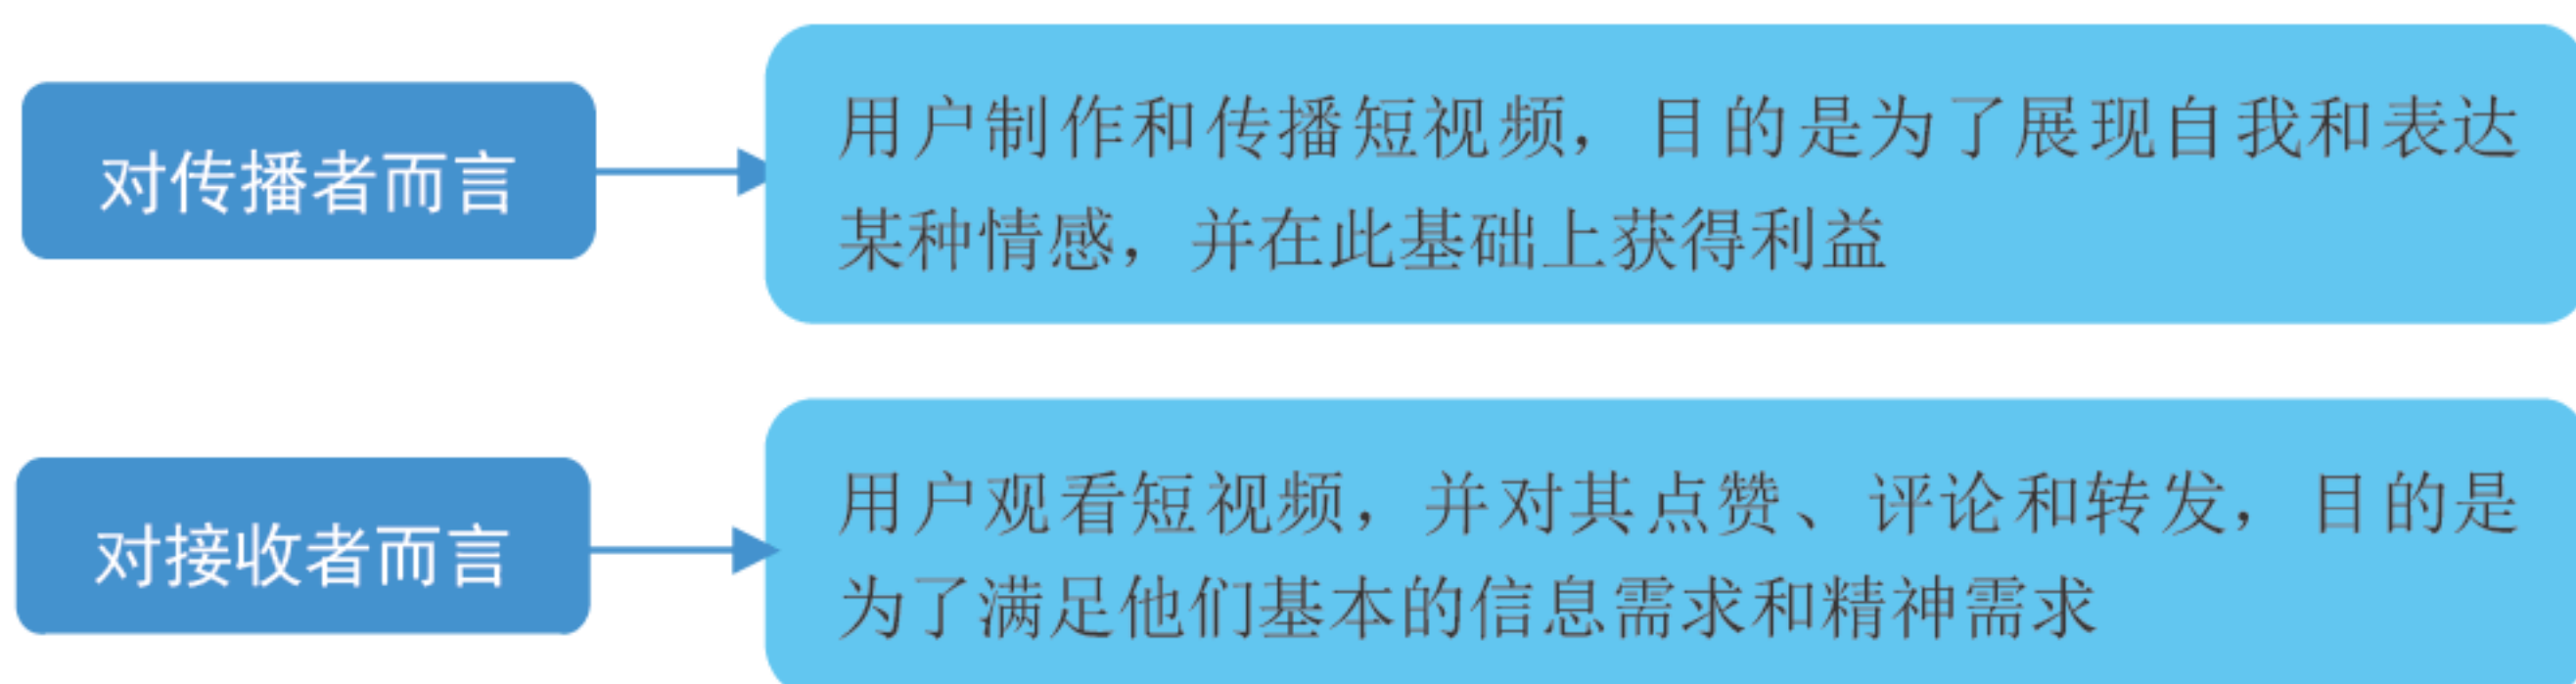 对传播者而言
用户制作和传播短视频，目的是为了展现自我和表达
某种情感，并在此基础上获得利益
对接收者而言
用户观看短视频，并对其点赞、评论和转发，目的是
为了满足他们基本的信息需求和精神需求